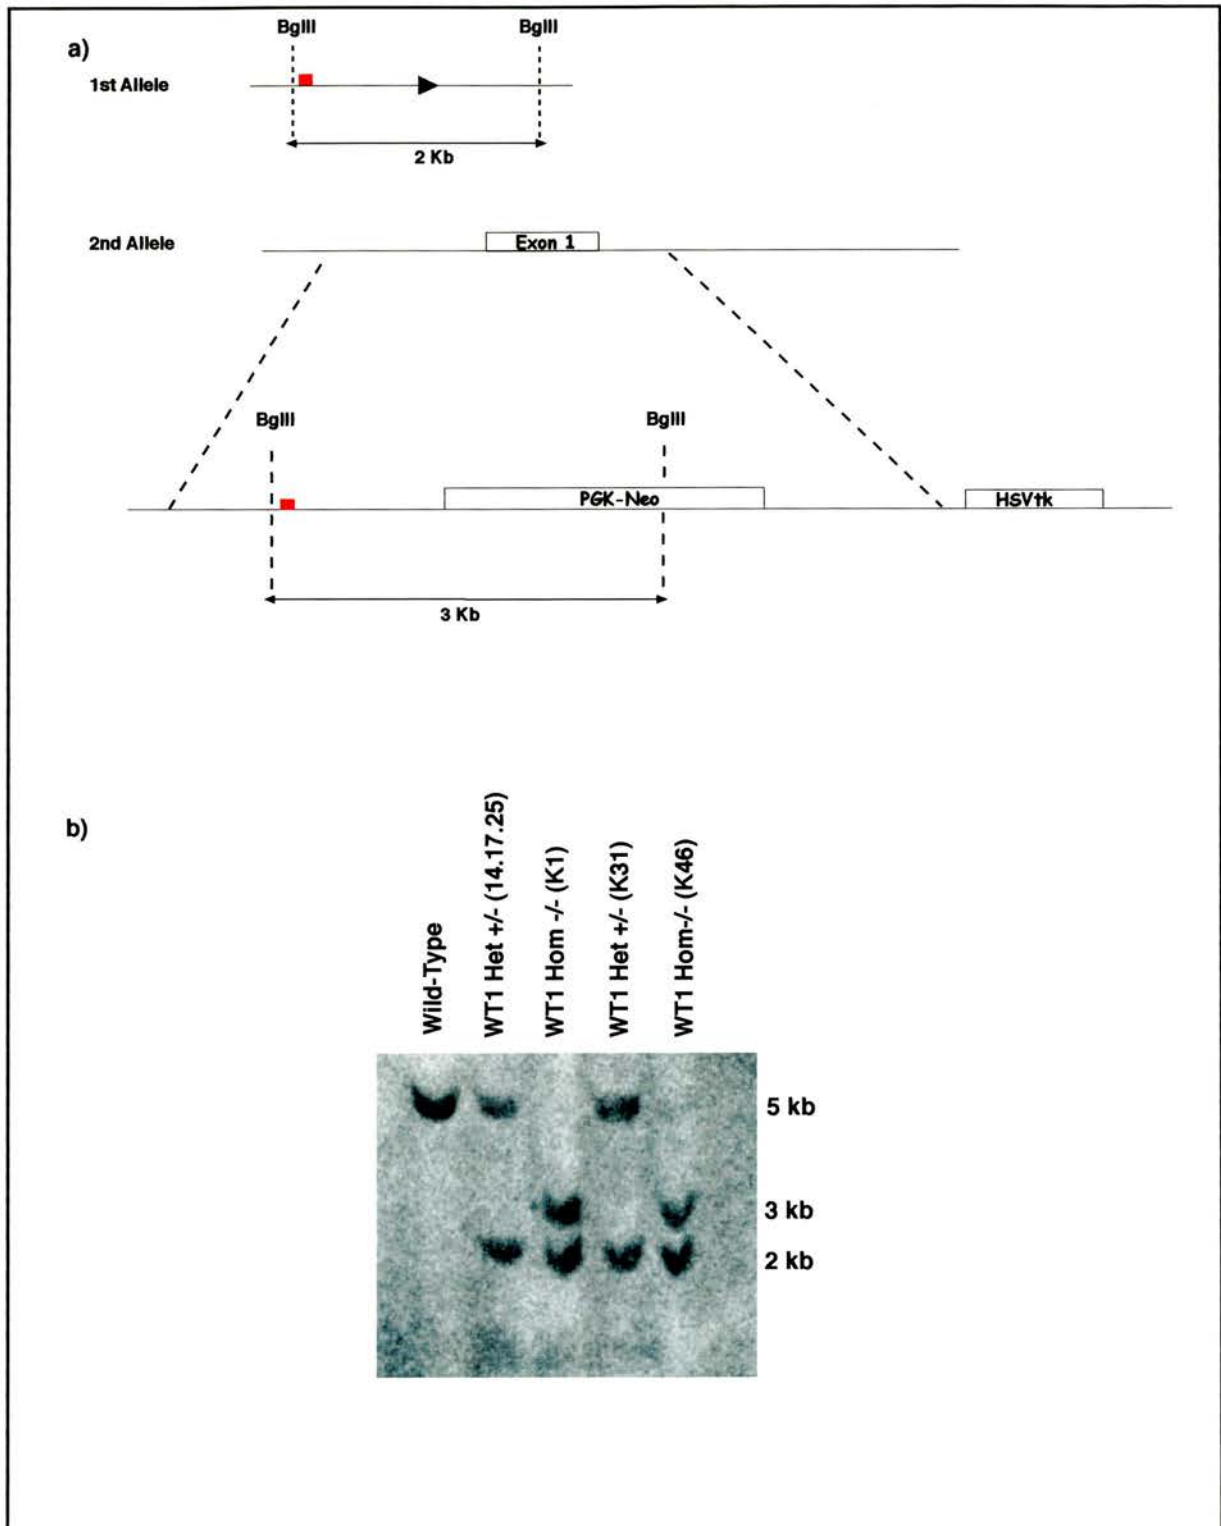 a)
BglII BglII
1st Allele
2 Kb
2nd Allele
Exon 1
BglII BglII
PGK-Neo
HSVtk
3 Kb
b)
Wild-Type
WT1 Het +/- (14.17.25)
WT1 Hom -/- (K1)
WT1 Het +/- (K31)
WT1 Hom-/- (K46)
5 kb
3 kb
2 kb